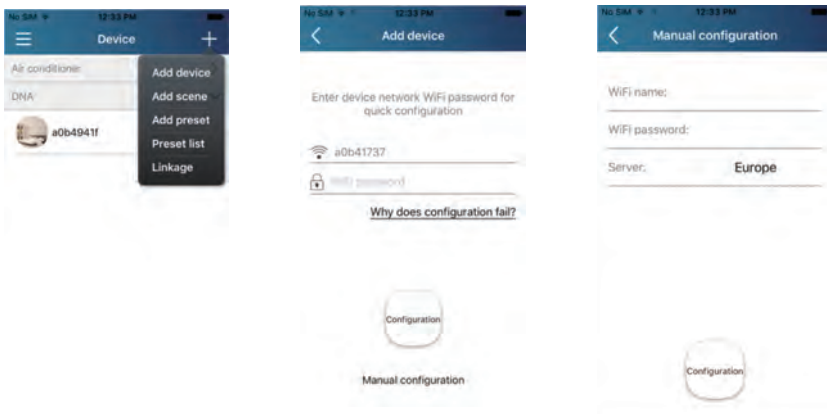 No SIM 12:33 PM
Device
Air conditioner
DNA
a0b4941f
Add device
Add scene
Add preset
Preset list
Linkage
No SIM 12:33 PM
Add device
Enter device network WiFi password for
quick configuration
a0b41737
WiFi password
Why does configuration fail?
Configuration
Manual configuration
No SIM 12:33 PM
Manual configuration
WiFi name:
WiFi password:
Server: Europe
Configuration